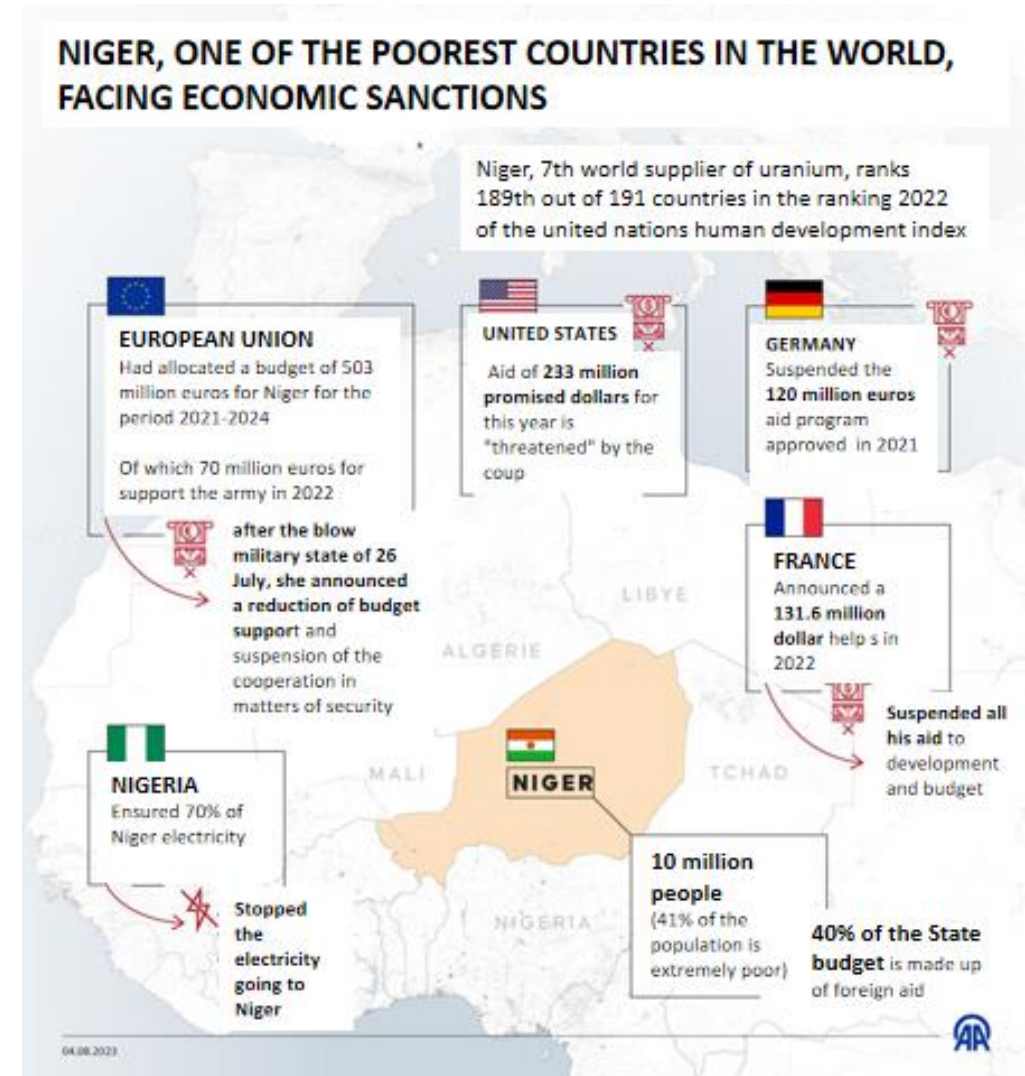 NIGER, ONE OF THE POOREST COUNTRIES IN THE WORLD,
FACING ECONOMIC SANCTIONS
Niger, 7th world supplier of uranium, ranks
189th out of 191 countries in the ranking 2022
of the united nations human development index
EUROPEAN UNION
Had allocated a budget of 503
million euros for Niger for the
period 2021-2024
Of which 70 million euros for
support the army in 2022
after the blow
military state of 26
July, she announced
a reduction of budget
support and
suspension of the
cooperation in
matters of security
UNITED STATES
Aid of 233 million
promised dollars for
this year is
"threatened" by the
coup
GERMANY
Suspended the
120 million euros
aid program
approved in 2021
FRANCE
Announced a
131.6 million
dollar help s in
2022
Suspended all
his aid to
development
and budget
LIBYE
ALGÉRIE
MALI
TCHAD
NIGERIA
NIGER
NIGERIA
Ensured 70% of
Niger electricity
Stopped
the
electricity
going to
Niger
10 million
people
(41% of the
population is
extremely poor)
40% of the State
budget is made up
of foreign aid
04.08.2023
AA